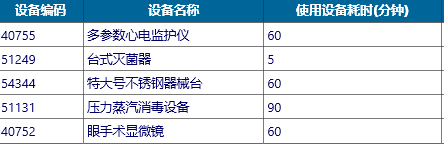 设备编码 设备名称 使用设备耗时(分钟)
40755 多参数心电监护仪 60
51249 台式灭菌器 5
54344 特大号不锈钢器械台 60
51131 压力蒸汽消毒设备 90
40752 眼手术显微镜 60